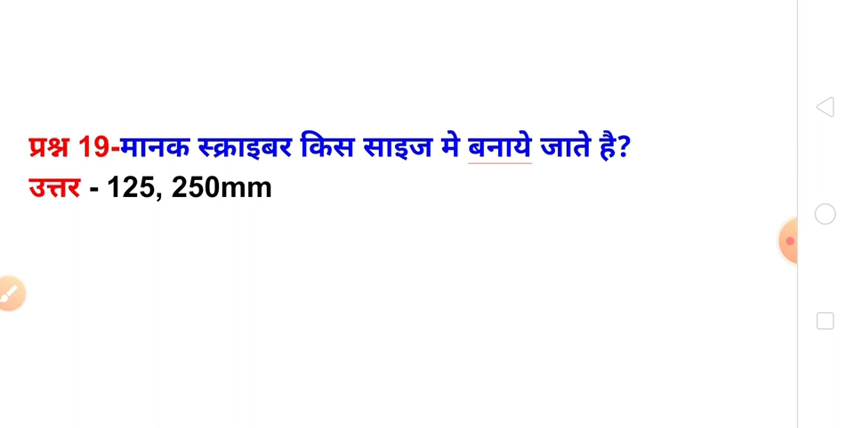 प्रश्न 19-मानक स्क्राइबर किस साइज मे बनाये जाते है?
उत्तर - 125, 250mm